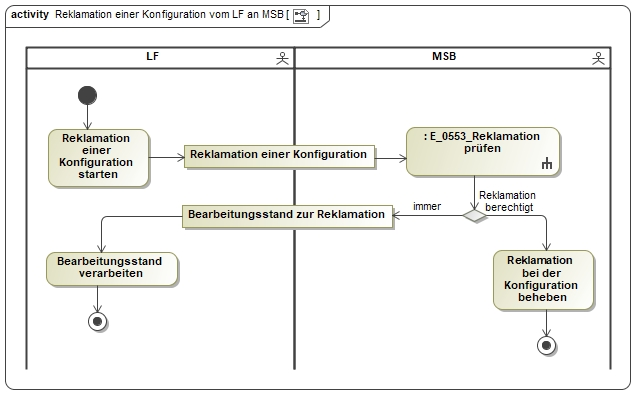 activity Reklamation einer Konfiguration vom LF an MSB [ ]
LF
MSB
Reklamation
einer
Konfiguration
starten
Reklamation einer Konfiguration
: E_0553_Reklamation
prüfen
Reklamation
berechtigt
immer
Bearbeitungsstand zur Reklamation
Bearbeitungsstand
verarbeiten
Reklamation
bei der
Konfiguration
beheben